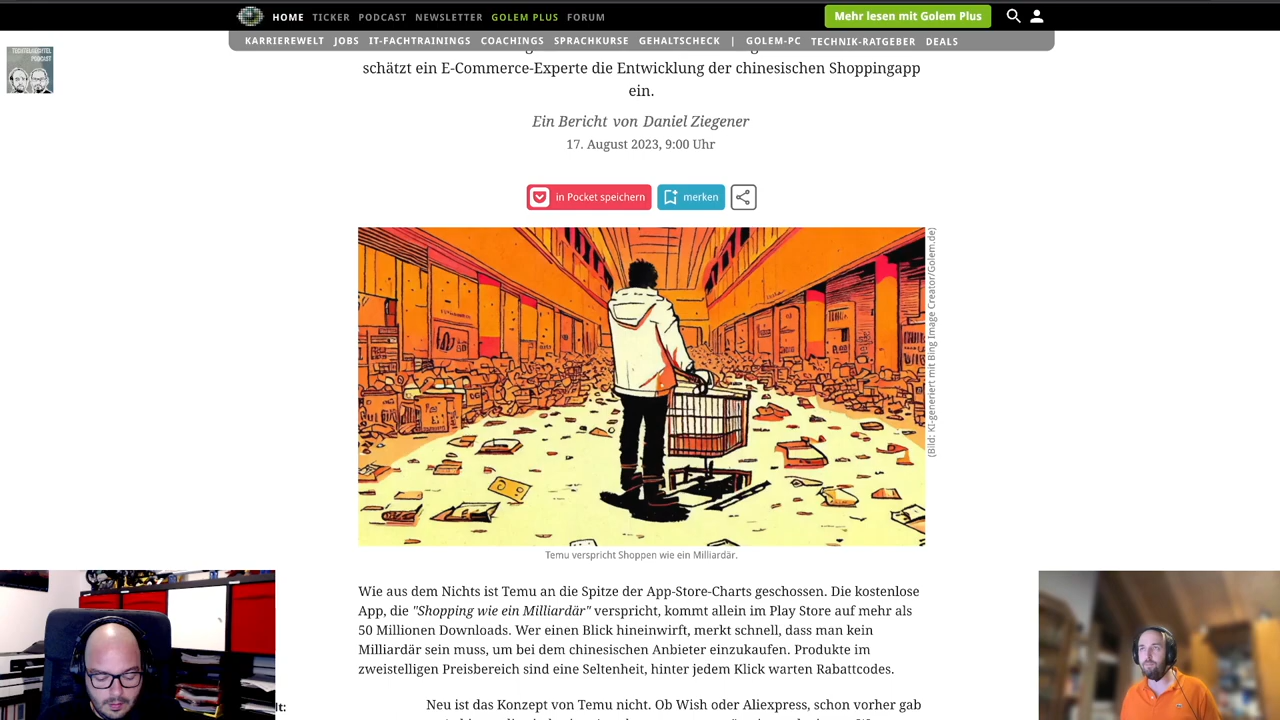 HOME TICKER PODCAST NEWSLETTER GOLEM PLUS FORUM
Mehr lesen mit Golem Plus
KARRIEREWELT JOBS IT-FACHTRAININGS COACHINGS SPRACHKURSE GEHALTSCHECK | GOLEM-PC TECHNIK-RATGEBER DEALS
TECHTELMECHTEL
PODCAST
schätzt ein E-Commerce-Experte die Entwicklung der chinesischen Shoppingapp
ein.
Ein Bericht von Daniel Ziegener
17. August 2023, 9:00 Uhr
in Pocket speichern
merken
(Bild: KI-generiert mit Bing Image Creator/Golem.de)
Temu verspricht Shoppen wie ein Milliardär.
Wie aus dem Nichts ist Temu an die Spitze der App-Store-Charts geschossen. Die kostenlose
App, die "Shopping wie ein Milliardär" verspricht, kommt allein im Play Store auf mehr als
50 Millionen Downloads. Wer einen Blick hineinwirft, merkt schnell, dass man kein
Milliardär sein muss, um bei dem chinesischen Anbieter einzukaufen. Produkte im
zweistelligen Preisbereich sind eine Seltenheit, hinter jedem Klick warten Rabattcodes.
lt:
Neu ist das Konzept von Temu nicht. Ob Wish oder Aliexpress, schon vorher gab